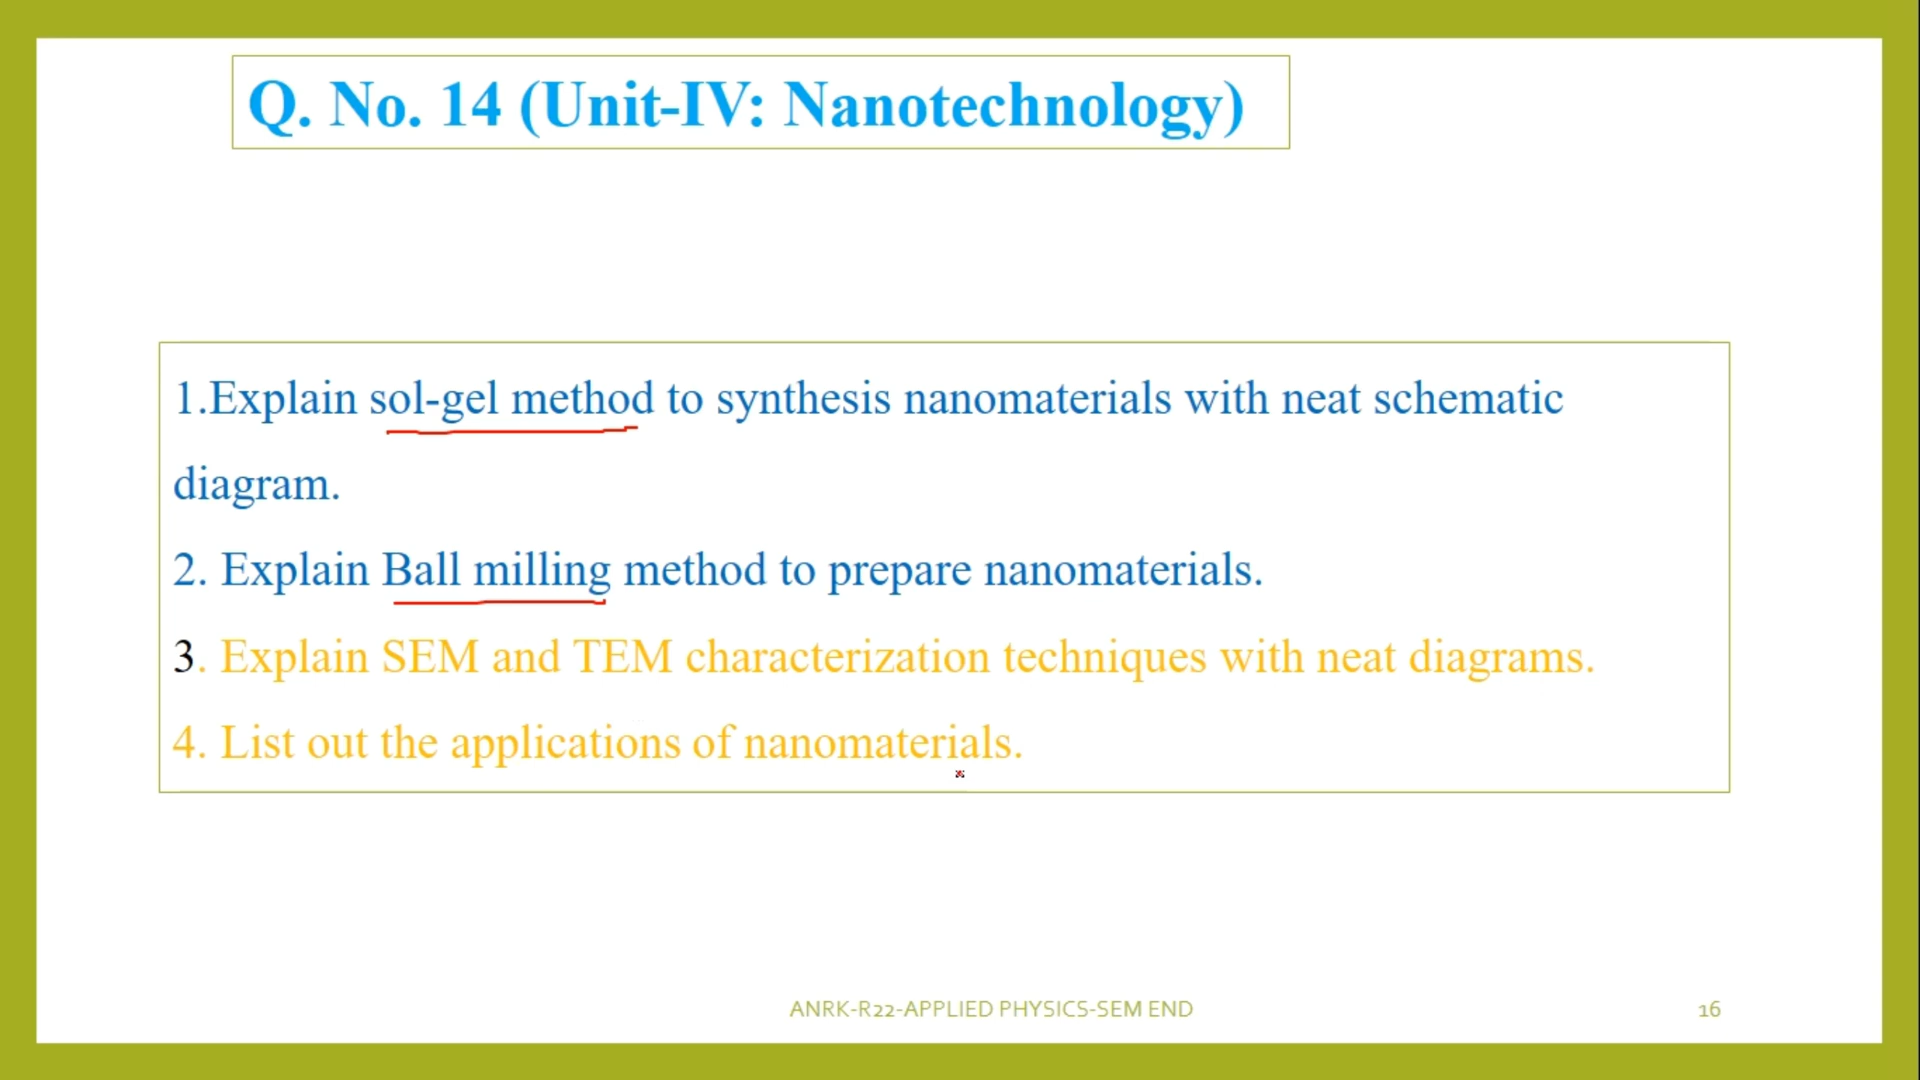 Q. No. 14 (Unit-IV: Nanotechnology)
1.Explain sol-gel method to synthesis nanomaterials with neat schematic
diagram.
2. Explain Ball milling method to prepare nanomaterials.
3. Explain SEM and TEM characterization techniques with neat diagrams.
4. List out the applications of nanomaterials.
ANRK-R22-APPLIED PHYSICS-SEM END
16